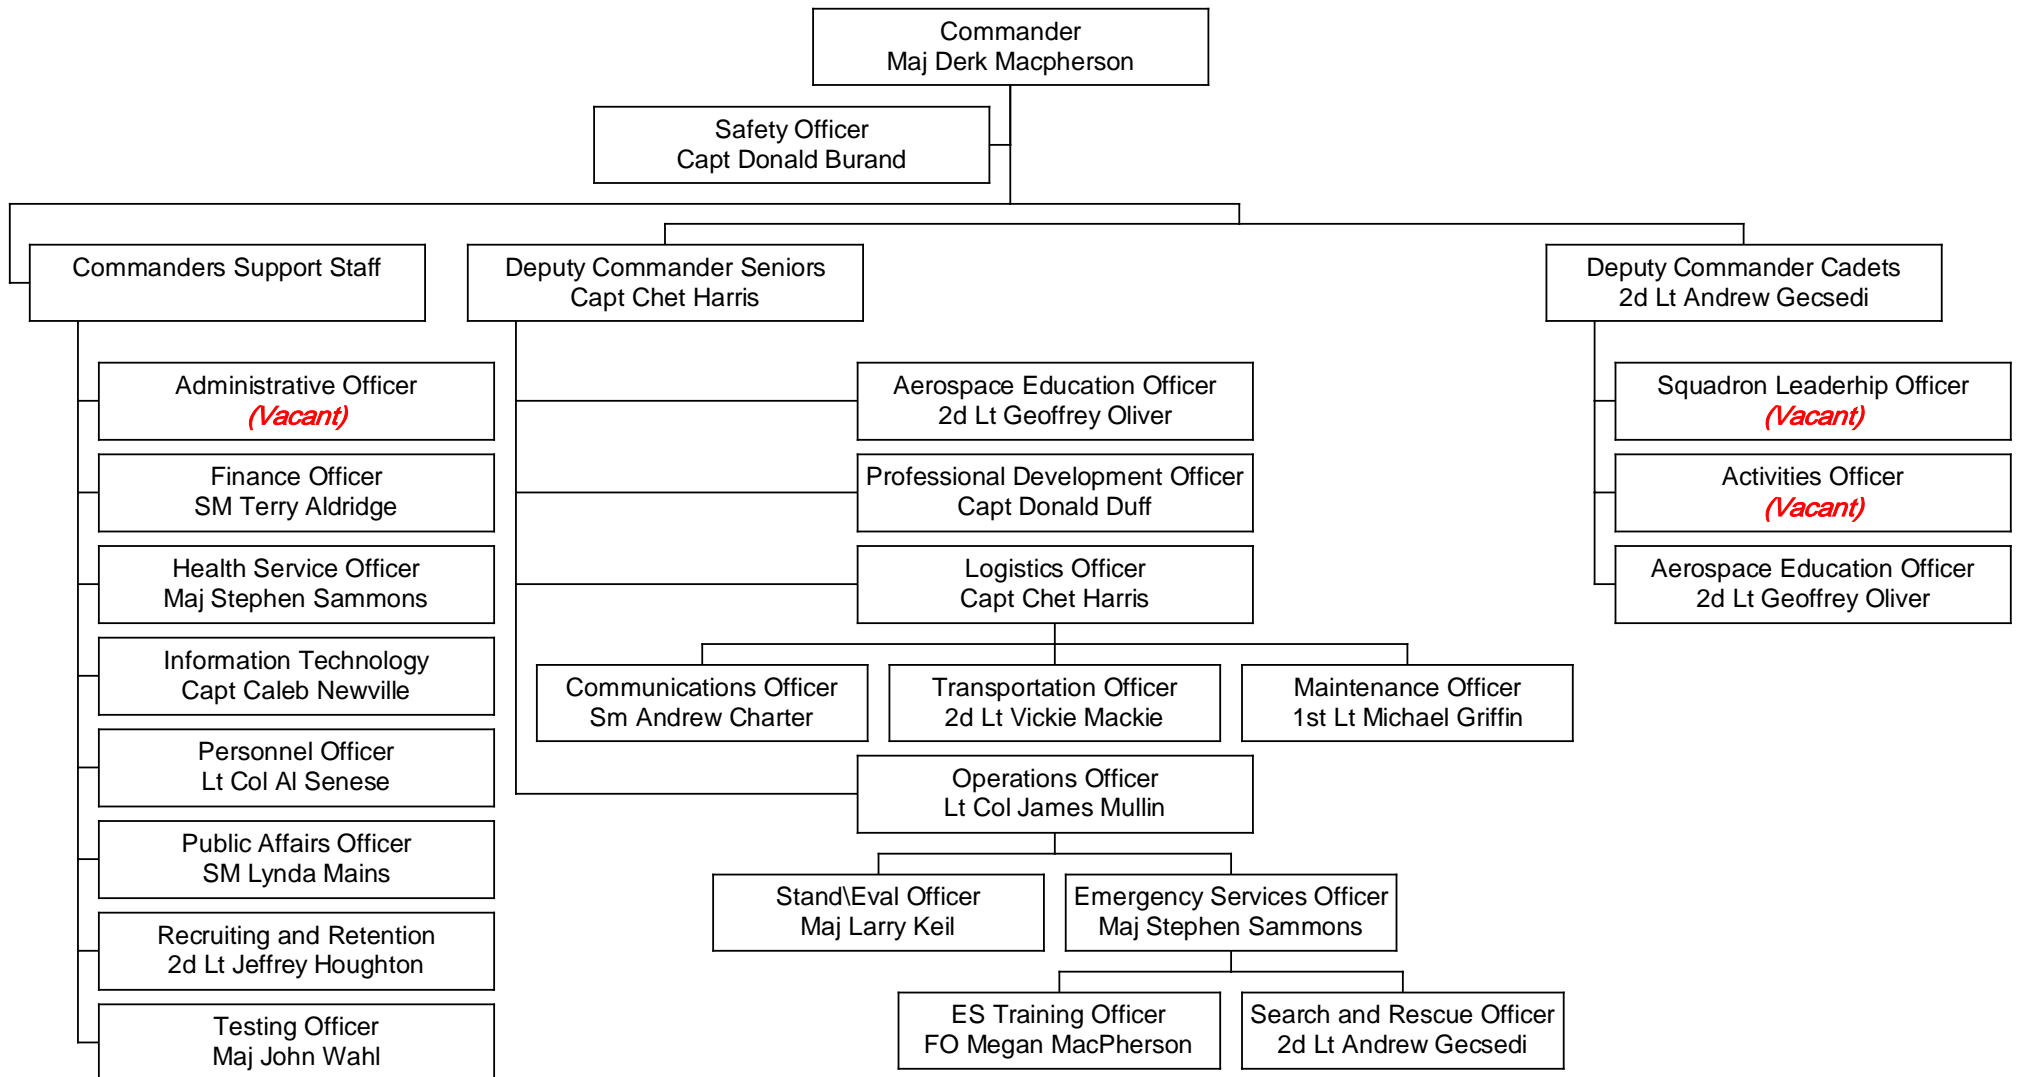 Commander
Maj Derk Macpherson
Safety Officer
Capt Donald Burand
Commanders Support Staff
Deputy Commander Seniors
Capt Chet Harris
Deputy Commander Cadets
2d Lt Andrew Gecsedi
Administrative Officer
(Vacant)
Finance Officer
SM Terry Aldridge
Health Service Officer
Maj Stephen Sammons
Information Technology
Capt Caleb Newville
Personnel Officer
Lt Col Al Senese
Public Affairs Officer
SM Lynda Mains
Recruiting and Retention
2d Lt Jeffrey Houghton
Testing Officer
Maj John Wahl
Aerospace Education Officer
2d Lt Geoffrey Oliver
Professional Development Officer
Capt Donald Duff
Logistics Officer
Capt Chet Harris
Communications Officer
Sm Andrew Charter
Transportation Officer
2d Lt Vickie Mackie
Maintenance Officer
1st Lt Michael Griffin
Operations Officer
Lt Col James Mullin
Stand\Eval Officer
Maj Larry Keil
Emergency Services Officer
Maj Stephen Sammons
ES Training Officer
FO Megan MacPherson
Search and Rescue Officer
2d Lt Andrew Gecsedi
Squadron Leaderhip Officer
(Vacant)
Activities Officer
(Vacant)
Aerospace Education Officer
2d Lt Geoffrey Oliver